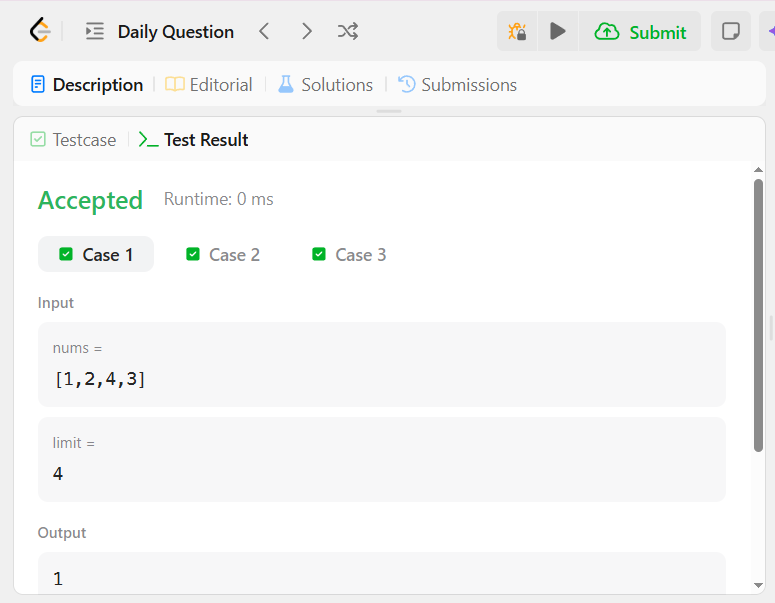 Daily Question Submit
Description Editorial Solutions Submissions
Testcase Test Result
Accepted Runtime: 0 ms
Case 1 Case 2 Case 3
Input
nums =
[1,2,4,3]
limit =
4
Output
1